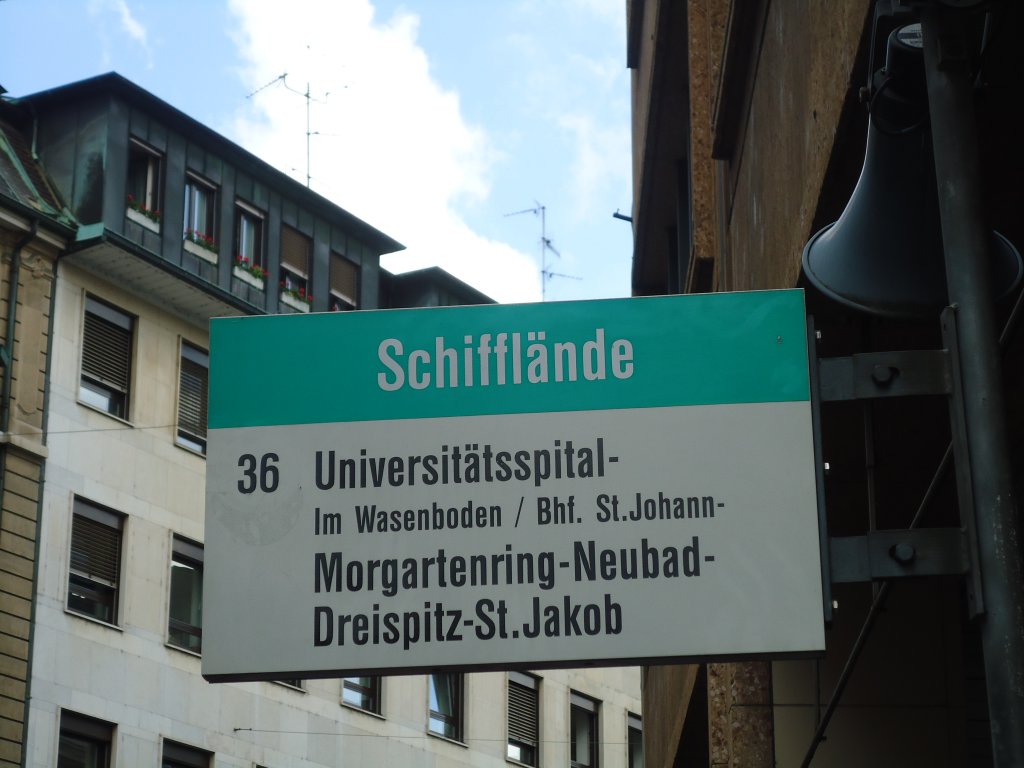 Schifflände
36 Universitätsspital-
Im Wasenboden / Bhf. St.Johann-
Morgartenring-Neubad-
Dreispitz-St.Jakob